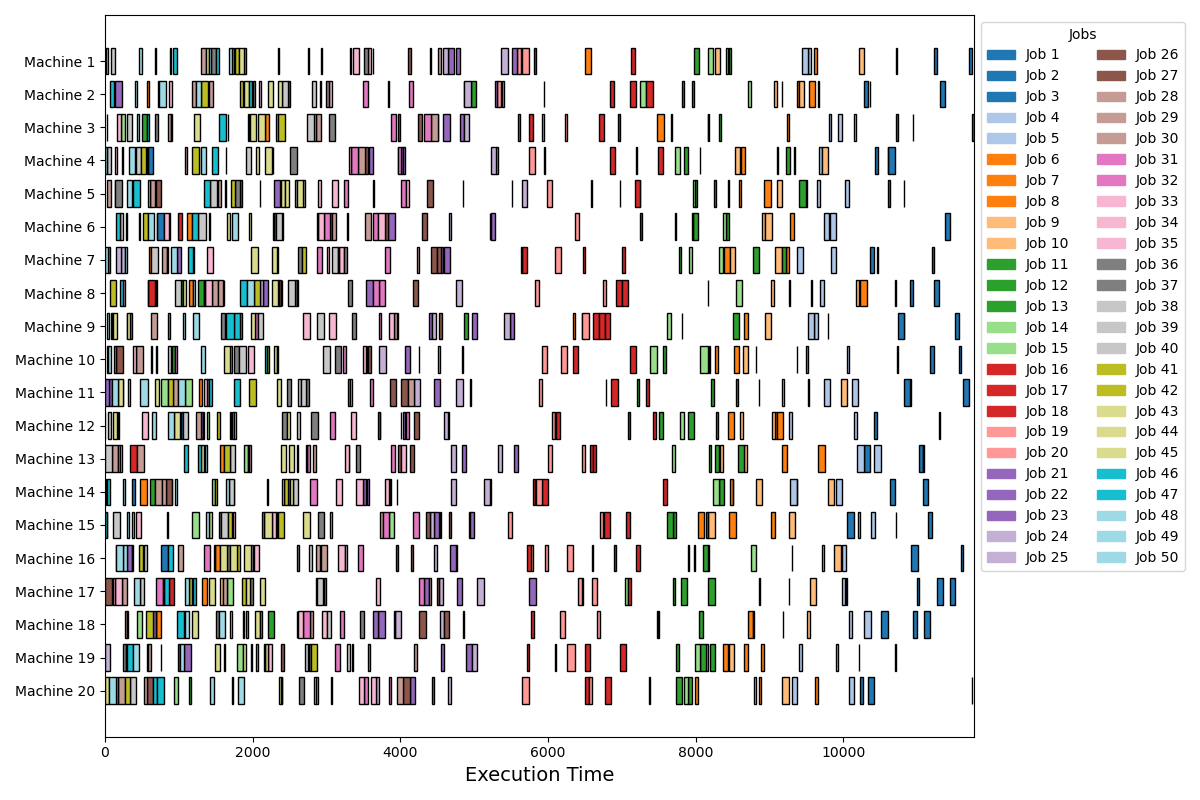 Machine 1
Machine 2
Machine 3
Machine 4
Machine 5
Machine 6
Machine 7
Machine 8
Machine 9
Machine 10
Machine 11
Machine 12
Machine 13
Machine 14
Machine 15
Machine 16
Machine 17
Machine 18
Machine 19
Machine 20
0 2000 4000 6000 8000 10000
Execution Time
Jobs
Job 1
Job 2
Job 3
Job 4
Job 5
Job 6
Job 7
Job 8
Job 9
Job 10
Job 11
Job 12
Job 13
Job 14
Job 15
Job 16
Job 17
Job 18
Job 19
Job 20
Job 21
Job 22
Job 23
Job 24
Job 25
Job 26
Job 27
Job 28
Job 29
Job 30
Job 31
Job 32
Job 33
Job 34
Job 35
Job 36
Job 37
Job 38
Job 39
Job 40
Job 41
Job 42
Job 43
Job 44
Job 45
Job 46
Job 47
Job 48
Job 49
Job 50